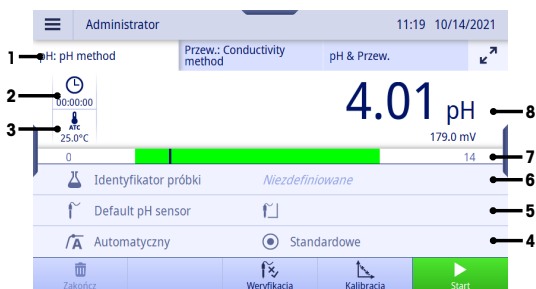 Administrator 11:19 10/14/2021
1 pH: pH method Przew.: Conductivity method pH & Przew.
2 00:00:00
4.01 pH 8
3 ATC 25.0°C 179.0 mV
0 14 7
Identyfikator próbki Niezdefiniowane 6
Default pH sensor 5
A Automatyczny Standardowe 4
Zakończ Weryfikacja Kalibracja Start